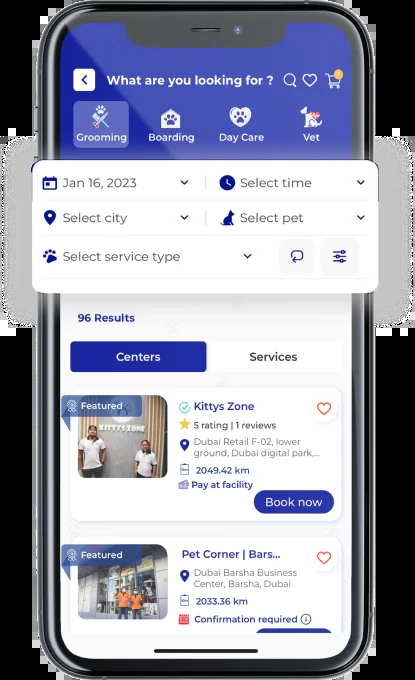 What are you looking for ?
Grooming
Boarding
Day Care
Vet
Jan 16, 2023
Select time
Select city
Select pet
Select service type
96 Results
Centers
Services
Featured
KITTYS ZONE
Kittys Zone
5 rating | 1 reviews
Dubai Retail F-02, lower
ground, Dubai digital park,...
2049.42 km
Pay at facility
Book now
Featured
Pet Corner | Bars...
Dubai Barsha Business
Center, Barsha, Dubai
2033.36 km
Confirmation required